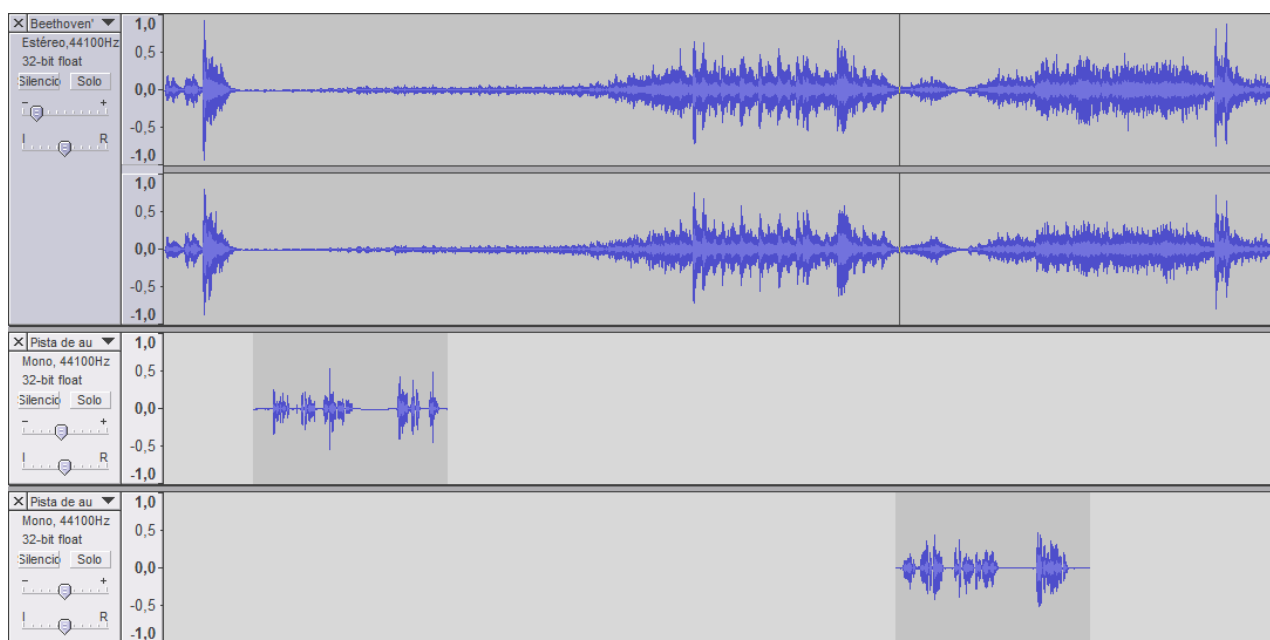 Beethoven'
Estéreo,44100Hz
32-bit float
Silencio Solo
- +
I R
1,0
0,5
0,0
-0,5
-1,0
1,0
0,5
0,0
-0,5
-1,0
Pista de au
Mono, 44100Hz
32-bit float
Silencio Solo
- +
I R
1,0
0,5
0,0
-0,5
-1,0
Pista de au
Mono, 44100Hz
32-bit float
Silencio Solo
- +
I R
1,0
0,5
0,0
-0,5
-1,0